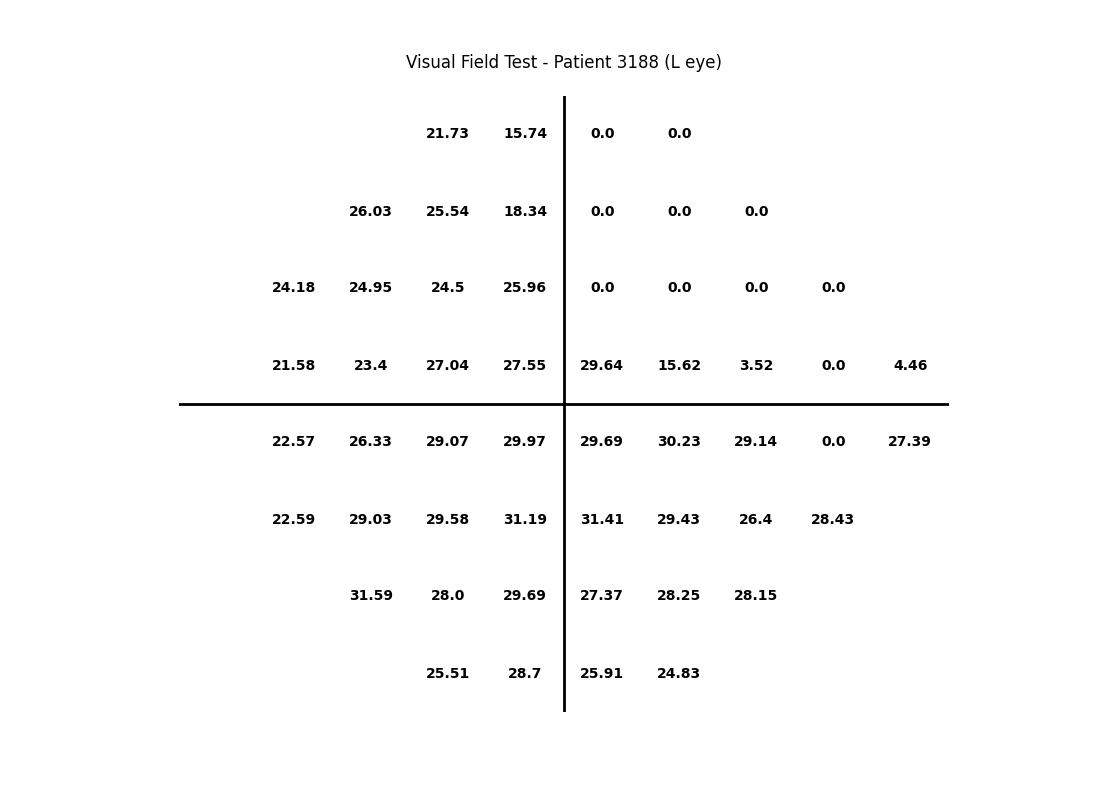 Visual Field Test - Patient 3188 (L eye)
21.73 15.74 0.0 0.0
26.03 25.54 18.34 0.0 0.0 0.0
24.18 24.95 24.5 25.96 0.0 0.0 0.0 0.0
21.58 23.4 27.04 27.55 29.64 15.62 3.52 0.0 4.46
22.57 26.33 29.07 29.97 29.69 30.23 29.14 0.0 27.39
22.59 29.03 29.58 31.19 31.41 29.43 26.4 28.43
31.59 28.0 29.69 27.37 28.25 28.15
25.51 28.7 25.91 24.83